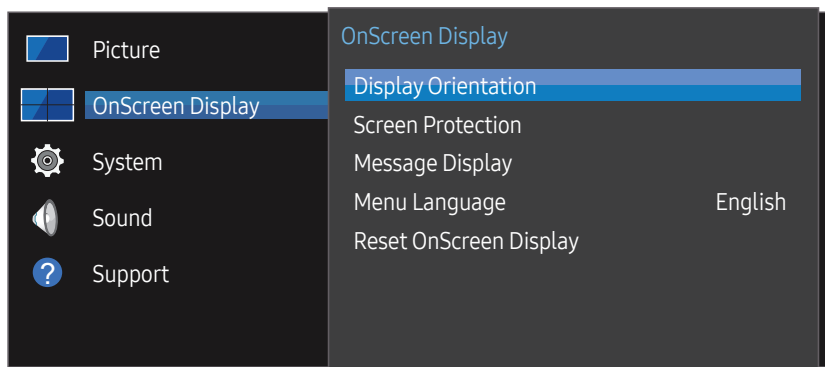 Picture
OnScreen Display
System
Sound
Support
OnScreen Display
Display Orientation
Screen Protection
Message Display
Menu Language English
Reset OnScreen Display